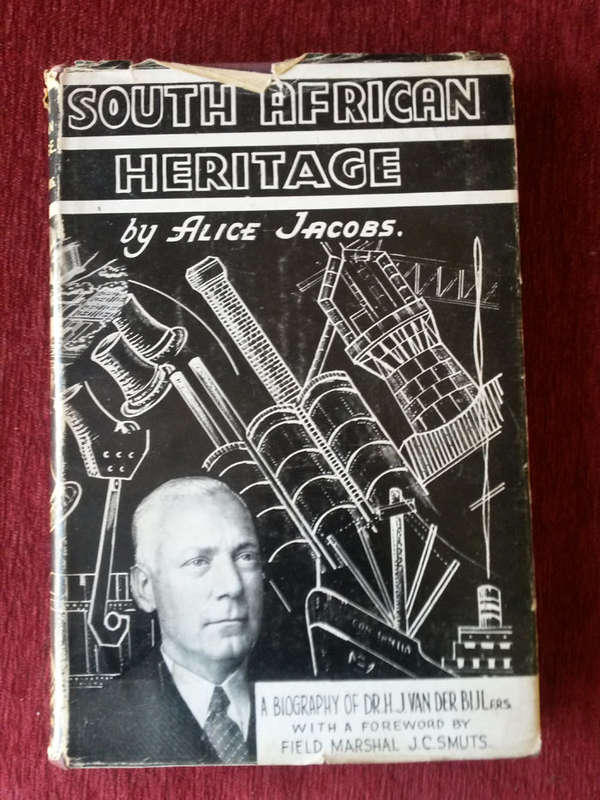 SOUTH AFRICAN
HERITAGE
by ALICE JACOBS.
A BIOGRAPHY OF DR. H. J. VAN DER BIJL F.R.S.
WITH A FOREWORD BY
FIELD MARSHAL J.C. SMUTS